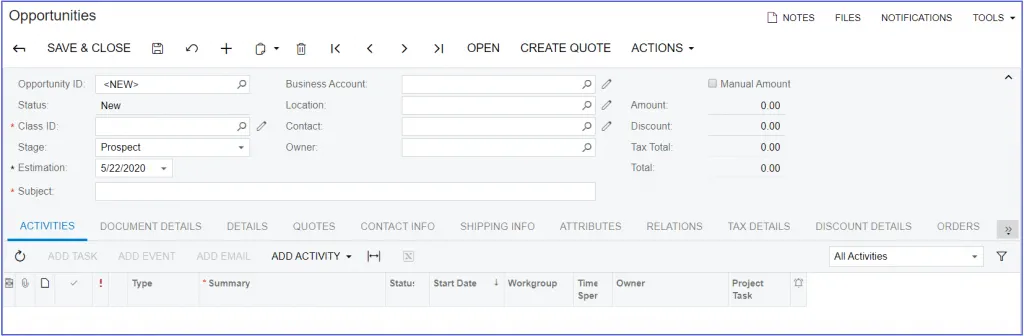 Opportunities
NOTES FILES NOTIFICATIONS TOOLS
SAVE & CLOSE OPEN CREATE QUOTE ACTIONS
Opportunity ID: <NEW> Business Account: Manual Amount
Status: New Location: Amount: 0.00
* Class ID: Contact: Discount: 0.00
Stage: Prospect Owner: Tax Total: 0.00
* Estimation: 5/22/2020 Total: 0.00
* Subject:
ACTIVITIES DOCUMENT DETAILS DETAILS QUOTES CONTACT INFO SHIPPING INFO ATTRIBUTES RELATIONS TAX DETAILS DISCOUNT DETAILS ORDERS
ADD TASK ADD EVENT ADD EMAIL ADD ACTIVITY All Activities
! Type * Summary Status Start Date Workgroup Time Owner Project
Sper Task